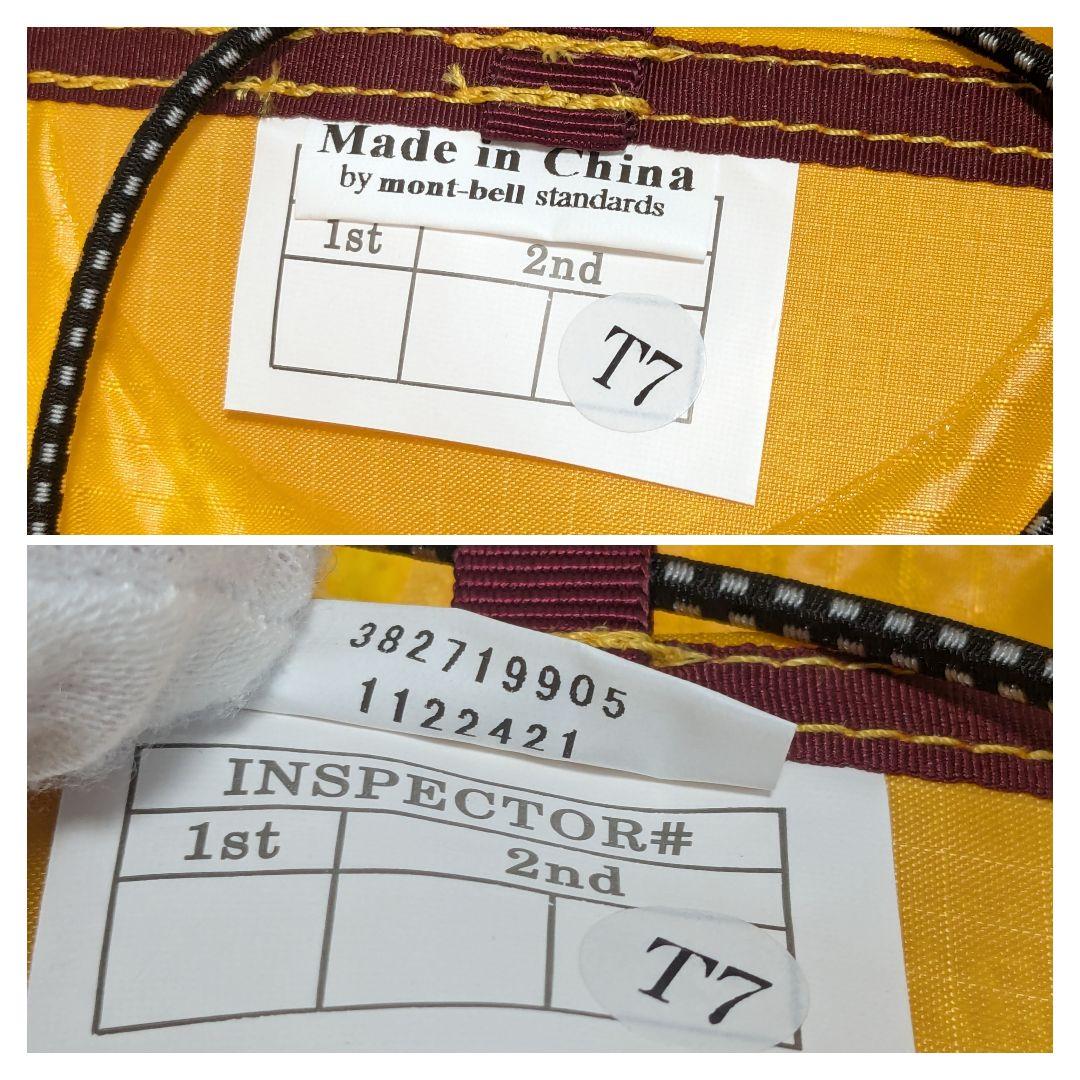 Made in China
by mont-bell standards
1st 2nd
T7
382719905
1122421
INSPECTOR#
1st 2nd
T7